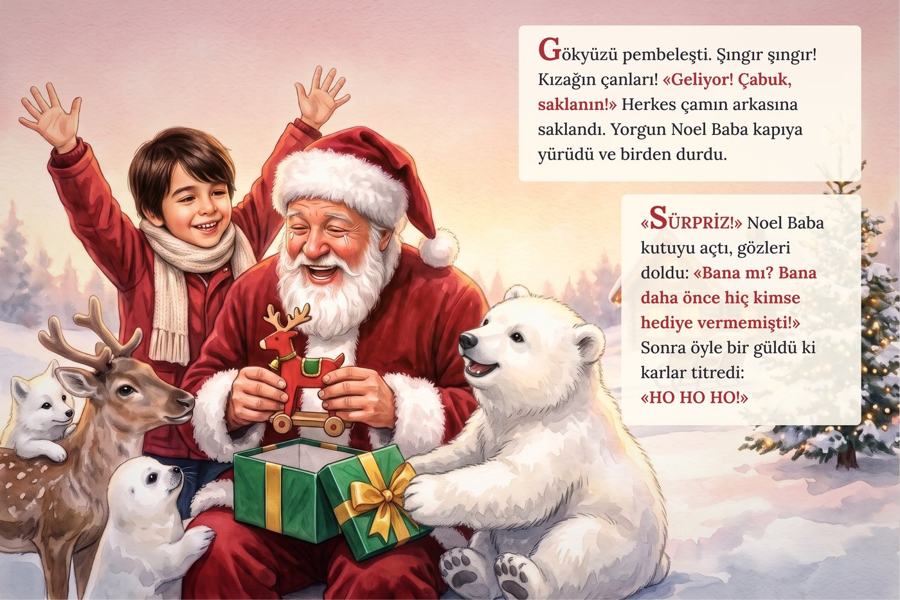 Gökyüzü pembeleşti. Şıngır şıngır!
Kızağın çanları! «Geliyor! Çabuk,
saklanın!» Herkes çamın arkasına
saklandı. Yorgun Noel Baba kapıya
yürüdü ve birden durdu.
«SÜRPRİZ!» Noel Baba
kutuyu açtı, gözleri
doldu: «Bana mı? Bana
daha önce hiç kimse
hediye vermemişti!»
Sonra öyle bir güldü ki
karlar titredi:
«HO HO HO!»